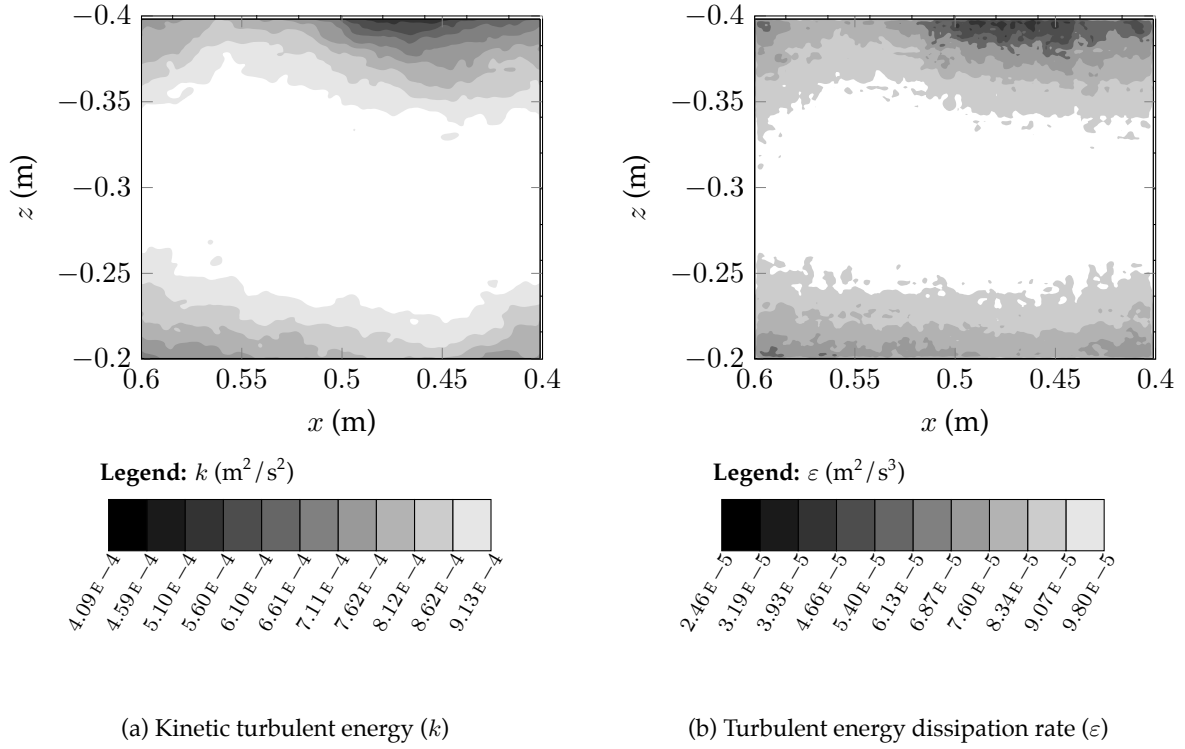 −0.4
−0.35
−0.3
−0.25
−0.2
z (m)
0.6 0.55 0.5 0.45 0.4
x (m)
Legend: k (m²/s²)
4.09E−4 4.59E−4 5.10E−4 5.60E−4 6.10E−4 6.61E−4 7.11E−4 7.62E−4 8.12E−4 8.62E−4 9.13E−4
(a) Kinetic turbulent energy (k)
−0.4
−0.35
−0.3
−0.25
−0.2
z (m)
0.6 0.55 0.5 0.45 0.4
x (m)
Legend: ε (m²/s³)
2.46E−5 3.19E−5 3.93E−5 4.66E−5 5.40E−5 6.13E−5 6.87E−5 7.60E−5 8.34E−5 9.07E−5 9.80E−5
(b) Turbulent energy dissipation rate (ε)